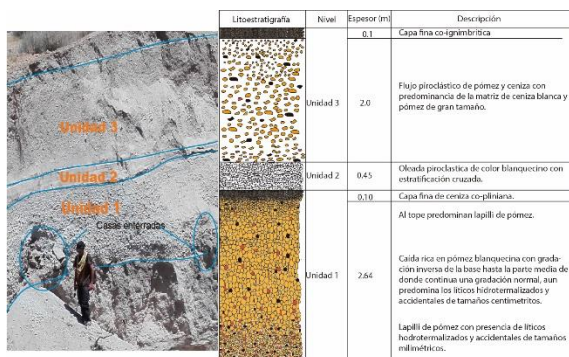 Unidad 3
Unidad 2
Unidad 1
Casas enterradas
Litoestratigrafía
Nivel
Espesor (m)
Descripción
0.1
Capa fina co-ignimbritica
Unidad 3
2.0
Flujo piroclástico de pómez y ceniza con
predominancia de la matriz de ceniza blanca y
pómez de gran tamaño.
Unidad 2
0.45
Oleada piroclastica de color blanquecino con
estratificación cruzada.
0.10
Capa fina de ceniza co-pliniana.
Unidad 1
2.64
Al tope predominan lapilli de pómez.
Caída rica en pómez blanquecina con grada-
ción inversa de la base hasta la parte media de
donde continua una gradación normal, aun
predomina los líticos hidrotermalizados y
accidentales de tamaños centimetritos.
Lapilli de pómez con presencia de líticos
hodrotermalizados y accidentales de tamaños
milimétricos.